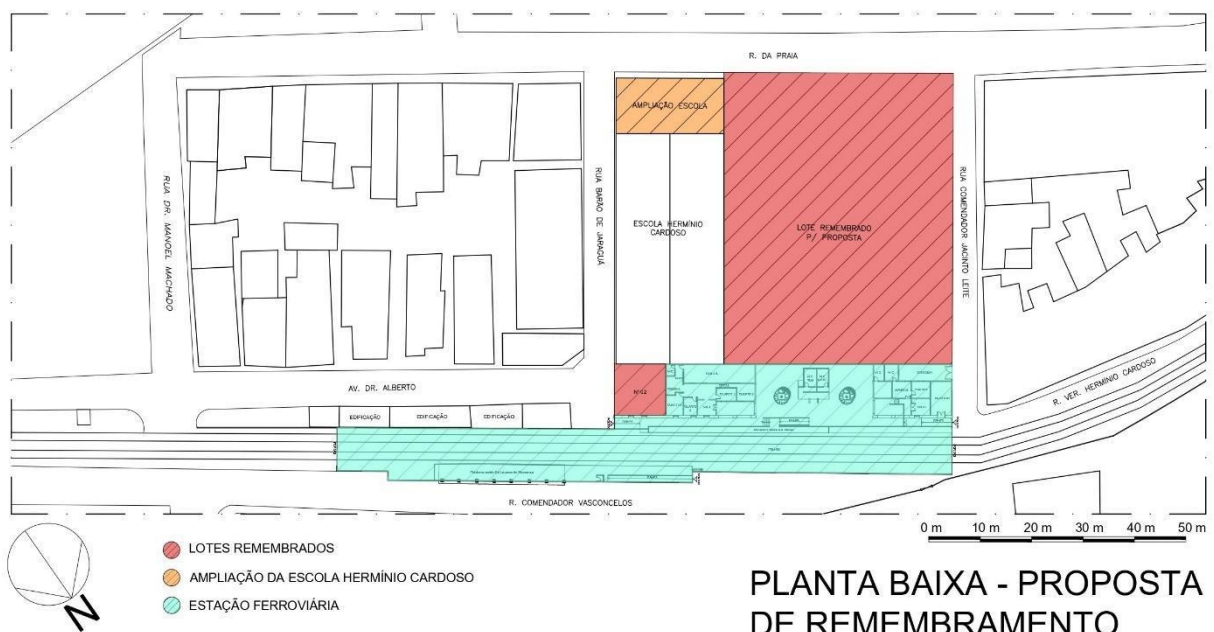 R. DA PRAIA
AMPLIAÇÃO ESCOLA
RUA DR. MANOEL MACHADO
RUA BARÃO DE JARAGUÁ
ESCOLA HERMÍNIO
CARDOSO
LOTE REMEMBRADO
P/ PROPOSTA
RUA COMENDADOR JACINTO LEITE
R. VER. HERMÍNIO CARDOSO
AV. DR. ALBERTO
EDIFICAÇÃO EDIFICAÇÃO EDIFICAÇÃO
R. COMENDADOR VASCONCELOS
0 m 10 m 20 m 30 m 40 m 50 m
N
LOTES REMEMBRADOS
AMPLIAÇÃO DA ESCOLA HERMÍNIO CARDOSO
ESTAÇÃO FERROVIÁRIA
PLANTA BAIXA - PROPOSTA
DE REMEMBRAMENTO